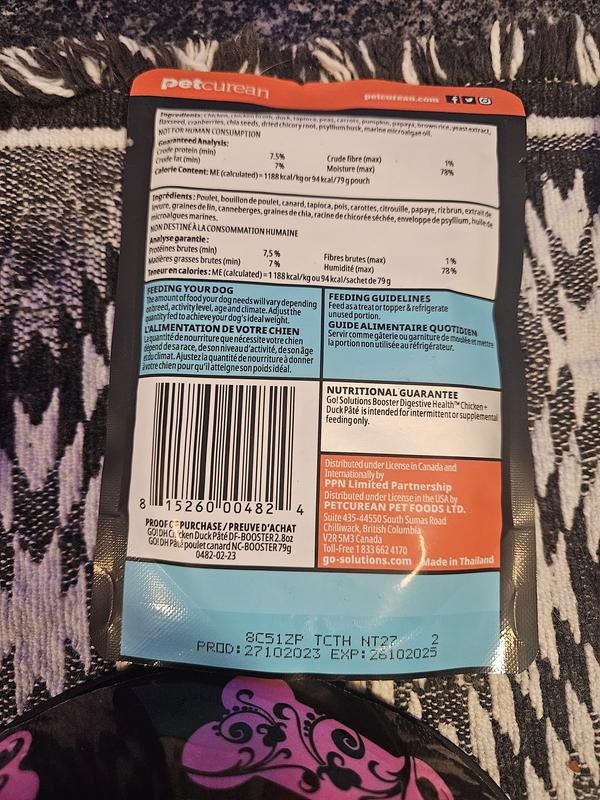 petcurean
petcurean.com
Ingredients: Chicken, chicken broth, duck, tapioca, peas, carrots, pumpkin, papaya, brown rice, yeast extract,
flaxseed, cranberries, chia seeds, dried chicory root, psyllium husk, marine microalgae oil.
NOT FOR HUMAN CONSUMPTION
Guaranteed Analysis:
Crude protein (min) 7.5% Crude fibre (max) 1%
Crude fat (min) 7% Moisture (max) 78%
Calorie Content: ME (calculated) = 1188 kcal/kg or 94 kcal/79 g pouch
Ingrédients : Poulet, bouillon de poulet, canard, tapioca, pois, carottes, citrouille, papaye, riz brun, extrait de
levure, graines de lin, canneberges, graines de chia, racine de chicorée séchée, enveloppe de psyllium, huile de
microalgues marines.
NON DESTINÉ À LA CONSOMMATION HUMAINE
Analyse garantie :
Protéines brutes (min) 7,5 % Fibres brutes (max) 1 %
Matières grasses brutes (min) 7 % Humidité (max) 78 %
Teneur en calories : ME (calculated) = 1188 kcal/kg ou 94 kcal/sachet de 79 g
FEEDING YOUR DOG
The amount of food your dog needs will vary depending
on breed, activity level, age and climate. Adjust the
quantity fed to achieve your dog's ideal weight.
L'ALIMENTATION DE VOTRE CHIEN
La quantité de nourriture que nécessite votre chien
dépend de sa race, de son niveau d'activité, de son âge
et du climat. Ajustez la quantité de nourriture à donner
à votre chien pour qu'il atteigne son poids idéal.
FEEDING GUIDELINES
Feed as a treat or topper & refrigerate
unused portion.
GUIDE ALIMENTAIRE QUOTIDIEN
Servir comme gâterie ou garniture de moulée et mettre
la portion non utilisée au réfrigérateur.
NUTRITIONAL GUARANTEE
Go! Solutions Booster Digestive Health™ Chicken +
Duck Pâté is intended for intermittent or supplemental
feeding only.
8 15260 00482 4
PROOF OF PURCHASE / PREUVE D'ACHAT
GO! DH Chicken Duck Pâté DF-BOOSTER 2.8oz
GO! DH Pâté poulet canard NC-BOOSTER 79g
0482-02-23
Distributed under License in Canada and
Internationally by
PPN Limited Partnership
Distributed under License in the USA by
PETCUREAN PET FOODS LTD.
Suite 435-44550 South Sumas Road
Chilliwack, British Columbia
V2R 5M3 Canada
Toll-Free 1 833 662 4170
go-solutions.com Made in Thailand
8C51ZP TCTH NT27 2
PROD:27102023 EXP:26102025